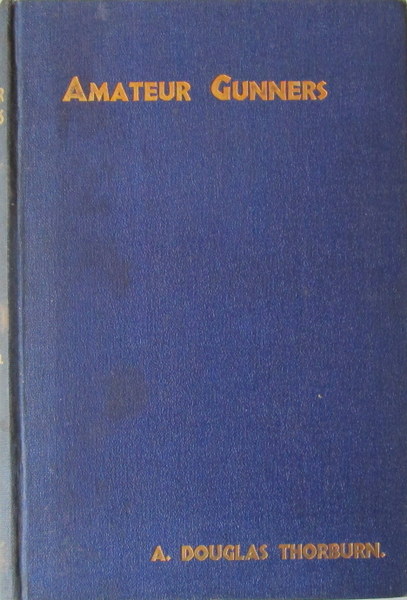 AMATEUR GUNNERS
A. DOUGLAS THORBURN.